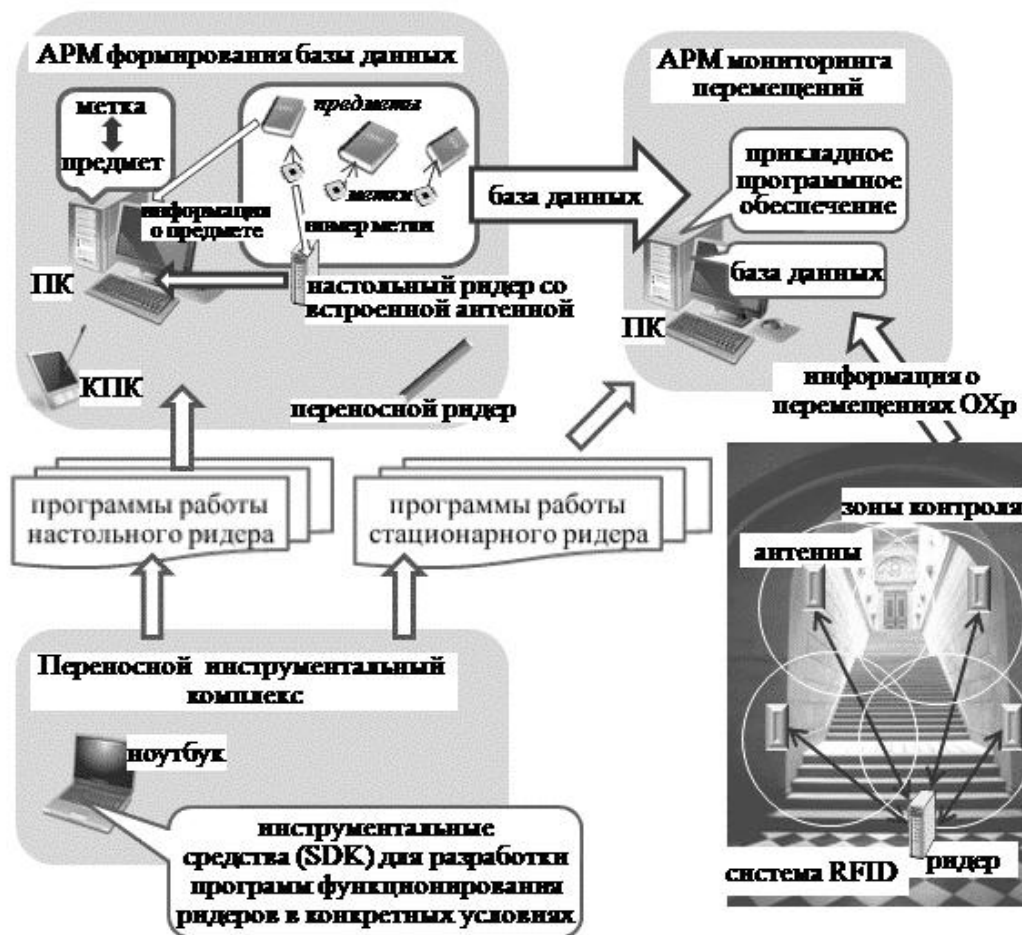 АРМ формирования базы данных
метка
предмет
предметы
метки
номер метки
информация
о предмете
ПК
настольный ридер со
встроенной антенной
КПК
переносной ридер
база данных
АРМ мониторинга
перемещений
прикладное
программное
обеспечение
база данных
ПК
информация о
перемещениях ОХр
программы работы
настольного ридера
программы работы
стационарного ридера
зоны контроля
антенны
система RFID
ридер
Переносной инструментальный
комплекс
ноутбук
инструментальные
средства (SDK) для разработки
программ функционирования
ридеров в конкретных условиях